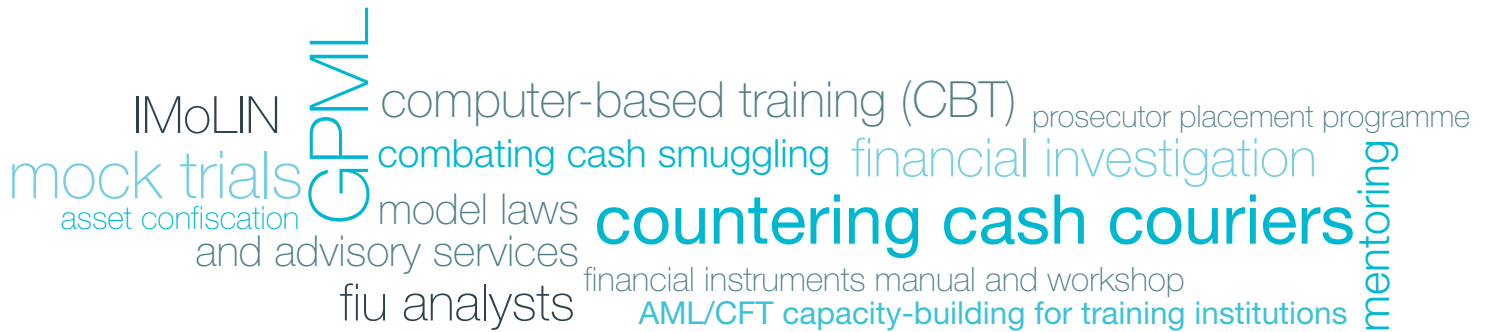 GPML
IMoLIN
computer-based training (CBT)
prosecutor placement programme
mock trials
combating cash smuggling
financial investigation
mentoring
asset confiscation
model laws
and advisory services
countering cash couriers
fiu analysts
financial instruments manual and workshop
AML/CFT capacity-building for training institutions